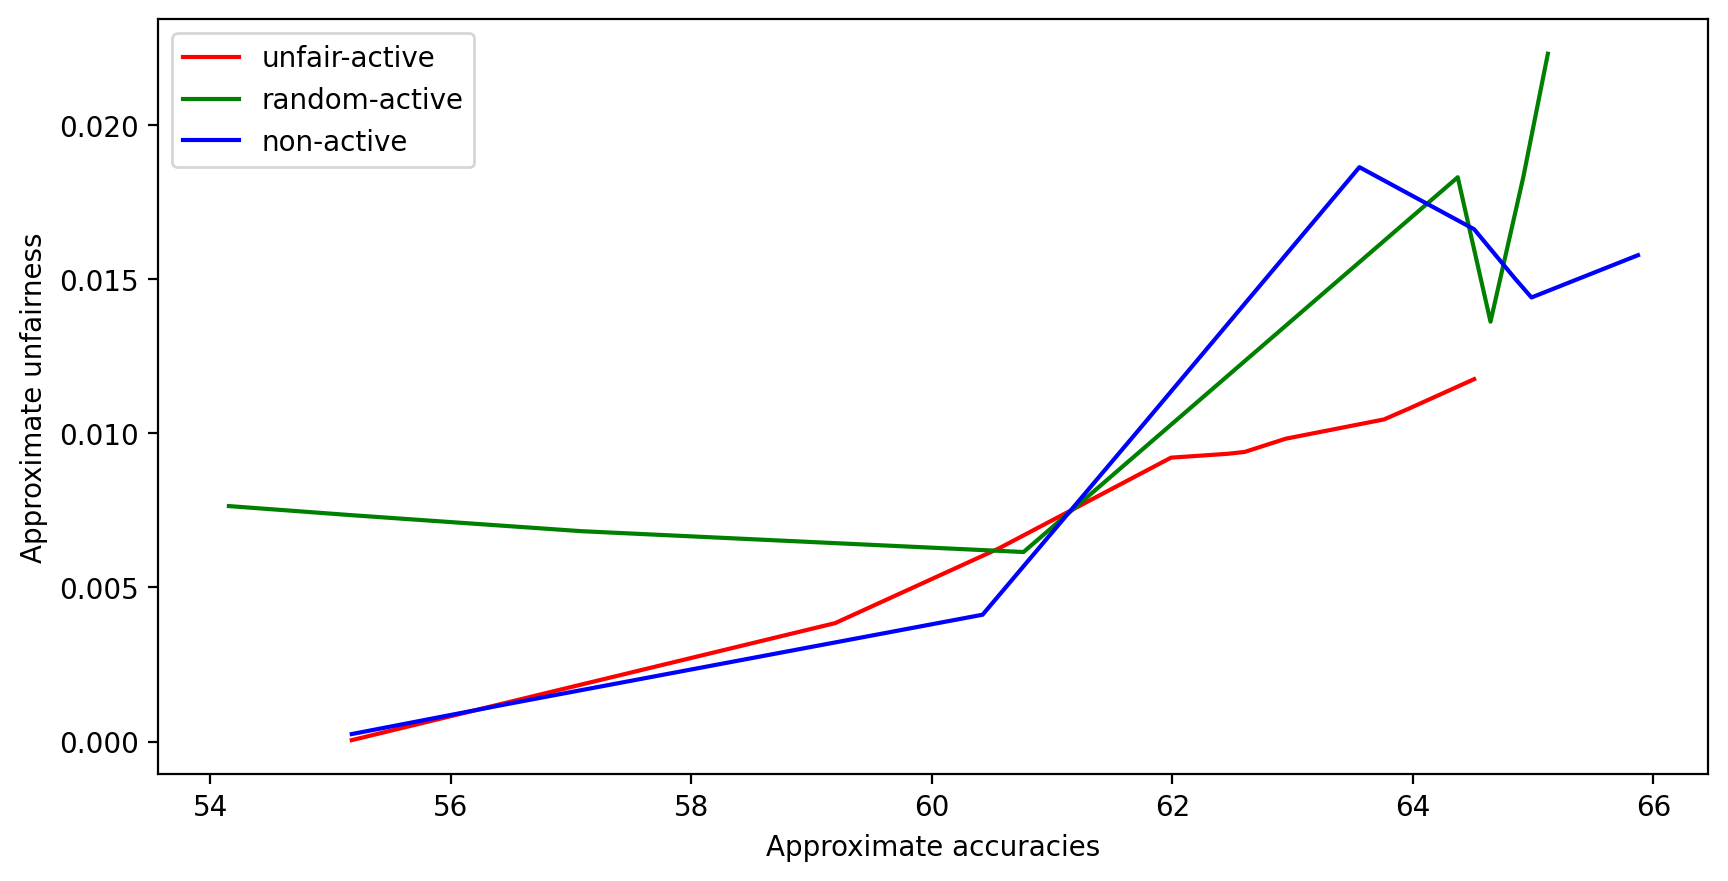 unfair-active
random-active
non-active
0.020
0.015
0.010
0.005
0.000
Approximate unfairness
54 56 58 60 62 64 66
Approximate accuracies